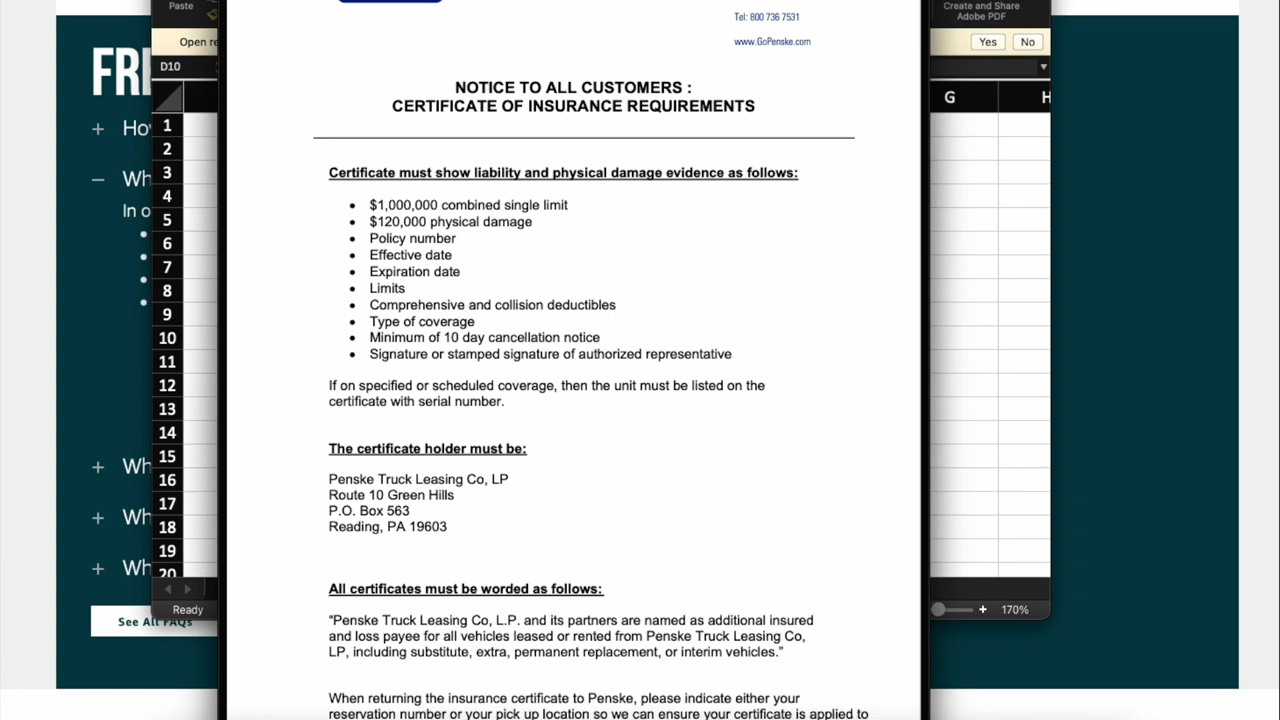 Paste
Create and Share
Adobe PDF
Tel: 800 736 7531
www.GoPenske.com
Open re
Yes
No
D10
FRE
G
H
NOTICE TO ALL CUSTOMERS :
CERTIFICATE OF INSURANCE REQUIREMENTS
+ Ho
− Wh
In o
1
2
3
4
5
6
7
8
9
10
11
12
13
14
15
16
17
18
19
20
Certificate must show liability and physical damage evidence as follows:
• $1,000,000 combined single limit
• $120,000 physical damage
• Policy number
• Effective date
• Expiration date
• Limits
• Comprehensive and collision deductibles
• Type of coverage
• Minimum of 10 day cancellation notice
• Signature or stamped signature of authorized representative
If on specified or scheduled coverage, then the unit must be listed on the
certificate with serial number.
The certificate holder must be:
Penske Truck Leasing Co, LP
Route 10 Green Hills
P.O. Box 563
Reading, PA 19603
+ Wh
+ Wh
+ Wh
All certificates must be worded as follows:
“Penske Truck Leasing Co, L.P. and its partners are named as additional insured
and loss payee for all vehicles leased or rented from Penske Truck Leasing Co,
LP, including substitute, extra, permanent replacement, or interim vehicles.”
Ready
170%
See All FAQs
When returning the insurance certificate to Penske, please indicate either your
reservation number or your pick up location so we can ensure your certificate is applied to